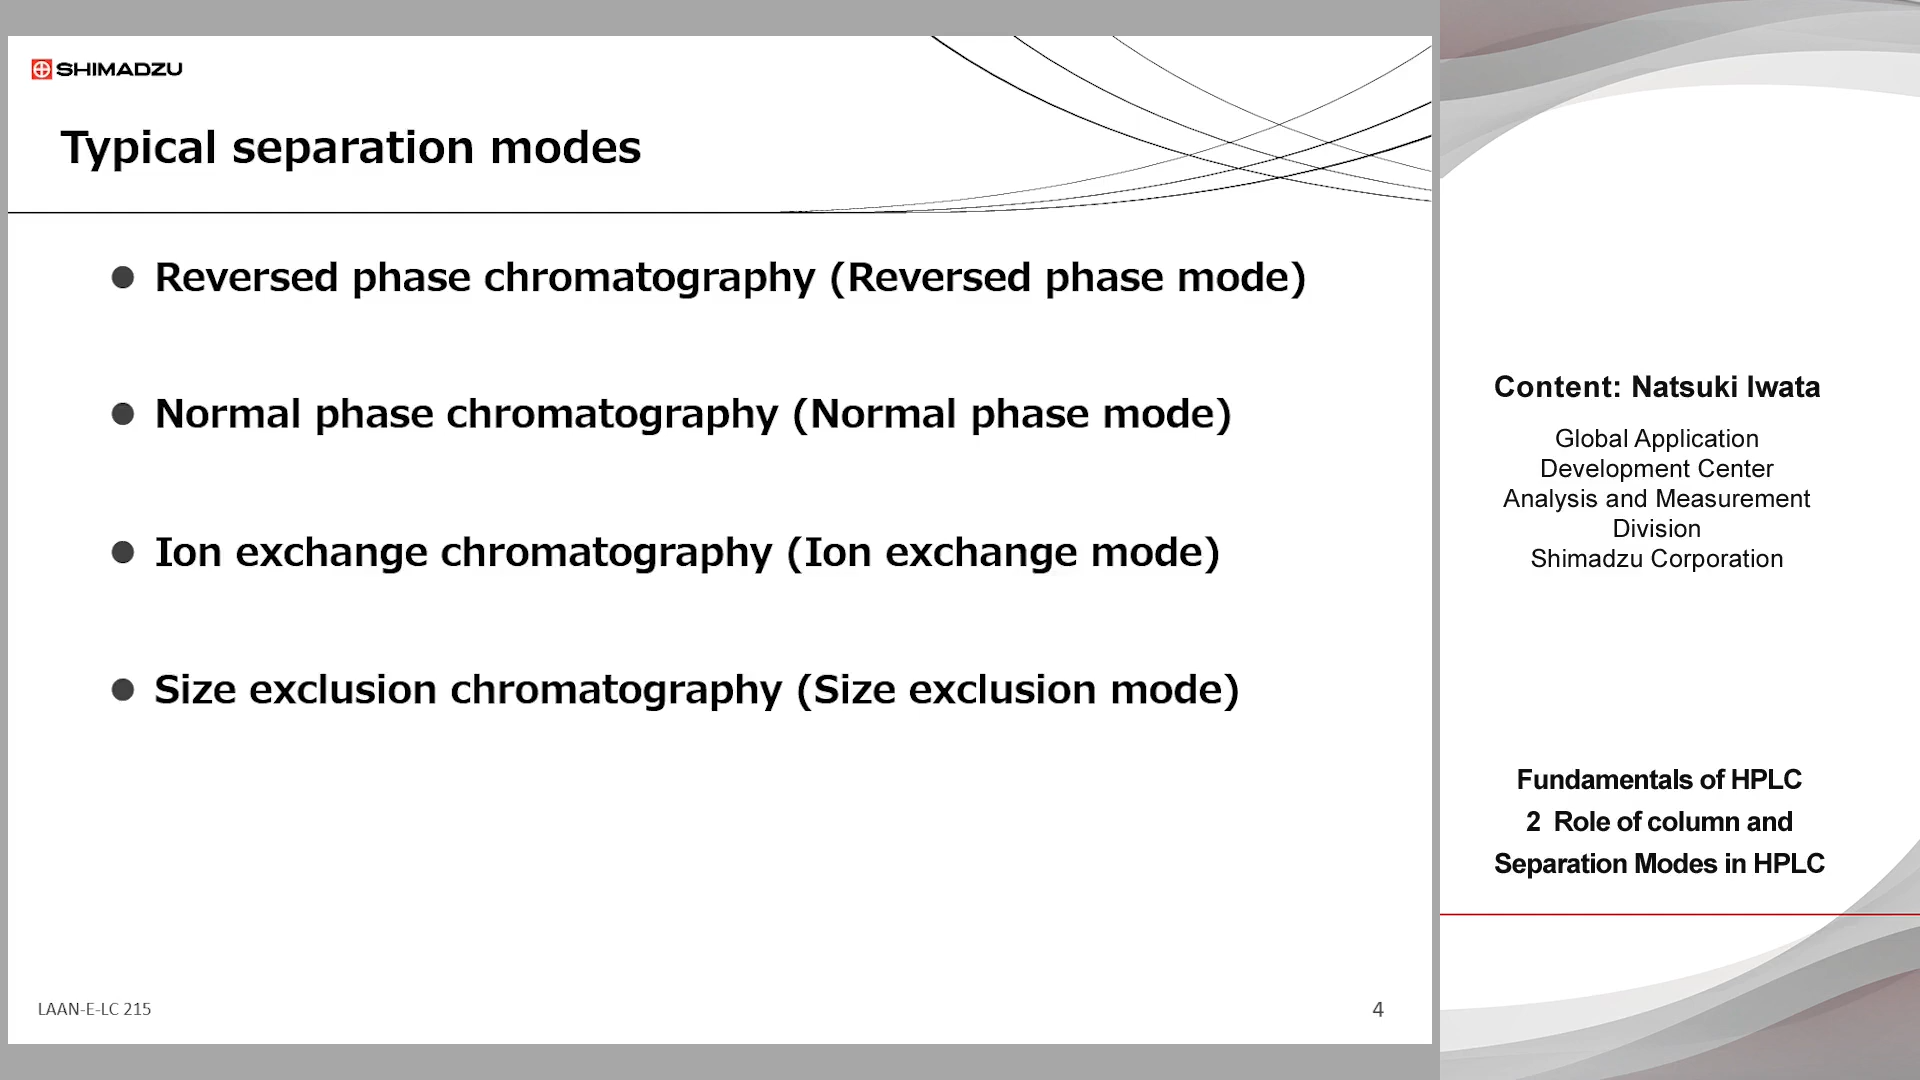 SHIMADZU
Typical separation modes
● Reversed phase chromatography (Reversed phase mode)
● Normal phase chromatography (Normal phase mode)
● Ion exchange chromatography (Ion exchange mode)
● Size exclusion chromatography (Size exclusion mode)
LAAN-E-LC 215
4
Content: Natsuki Iwata
Global Application
Development Center
Analysis and Measurement
Division
Shimadzu Corporation
Fundamentals of HPLC
2 Role of column and
Separation Modes in HPLC